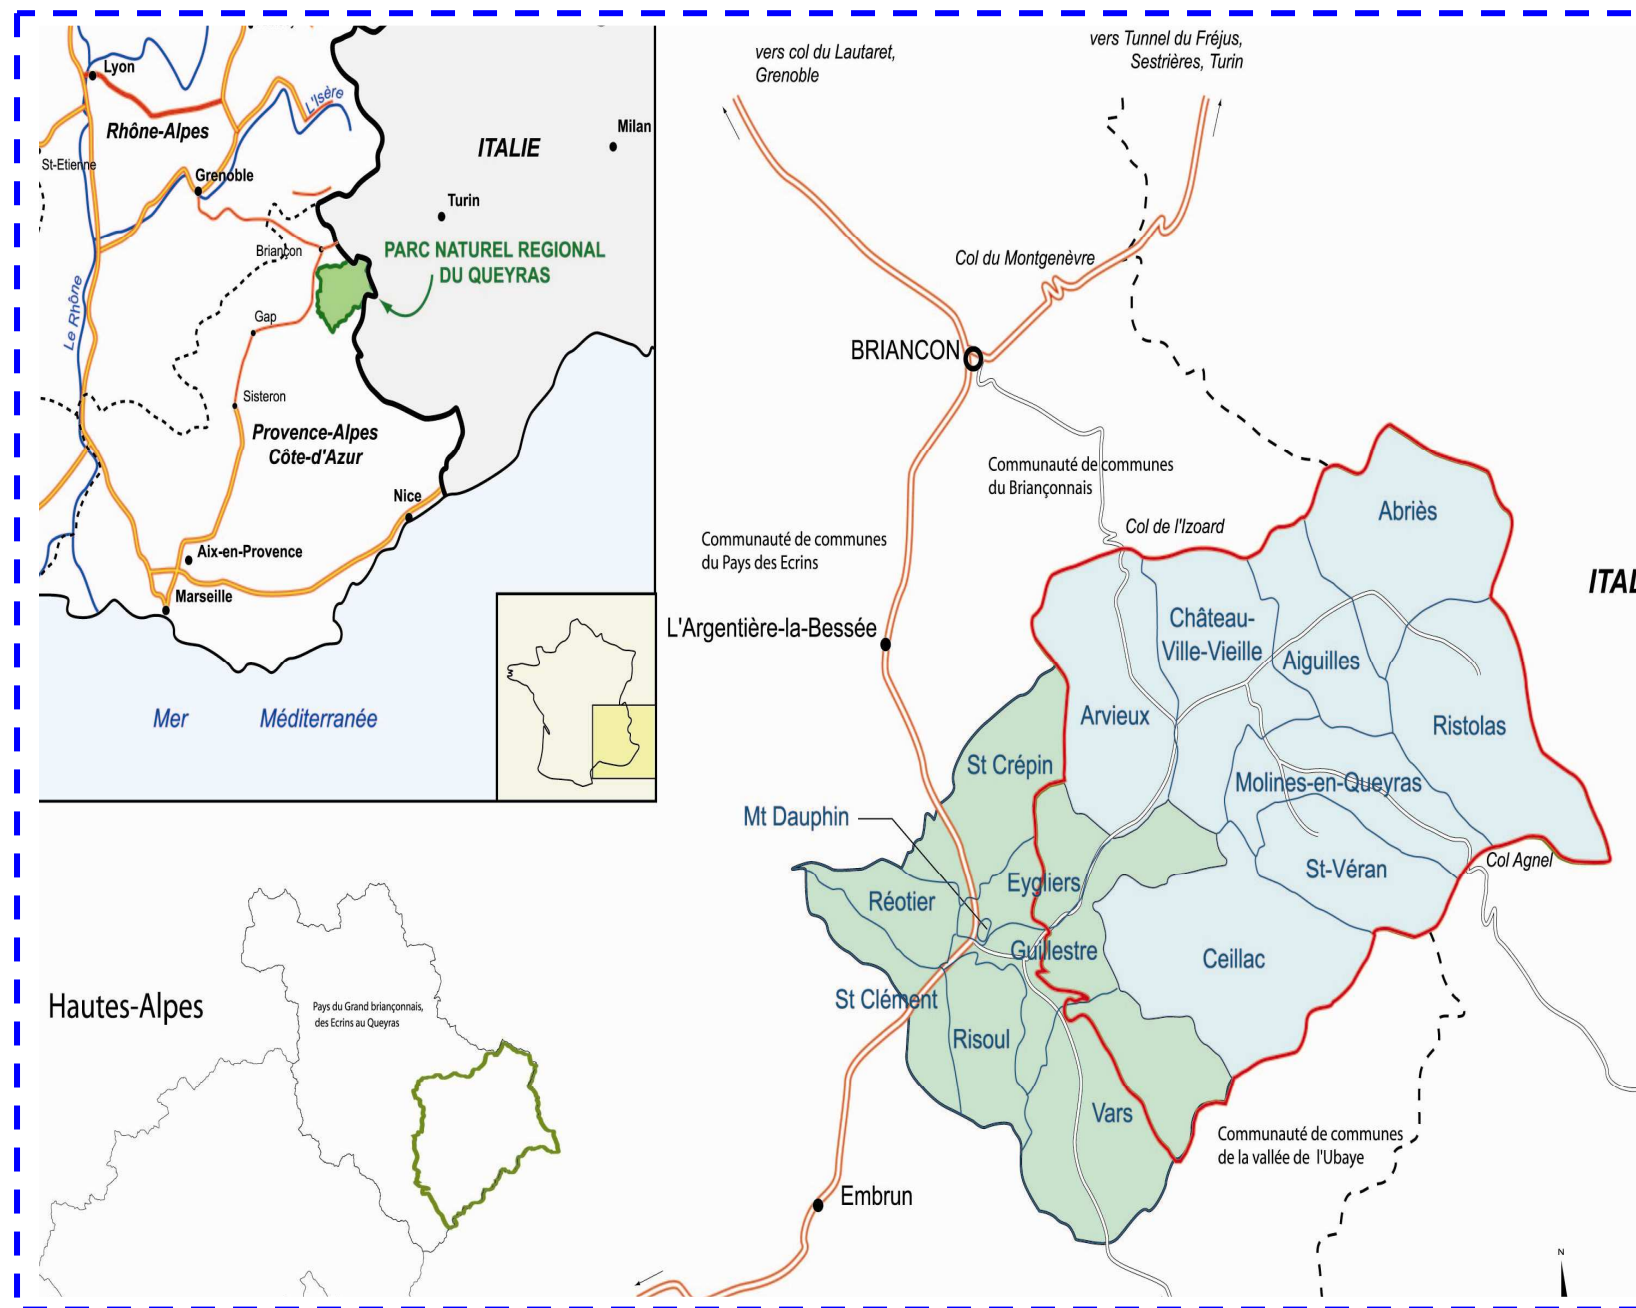 Lyon
L'Isère
Rhône-Alpes
ITALIE
Milan
St-Etienne
Grenoble
Turin
Briançon
PARC NATUREL REGIONAL
DU QUEYRAS
Le Rhône
Gap
Sisteron
Provence-Alpes
Côte-d'Azur
Nice
Aix-en-Provence
Marseille
Mer Méditerranée
Hautes-Alpes
Pays du Grand briançonnais,
des Ecrins au Queyras
vers col du Lautaret,
Grenoble
vers Tunnel du Fréjus,
Sestrières, Turin
Col du Montgenèvre
BRIANCON
Communauté de communes
du Briançonnais
Col de l'Izoard
Abriès
Communauté de communes
du Pays des Ecrins
ITAL
Château-
Ville-Vieille
L'Argentière-la-Bessée
Aiguilles
Arvieux
Ristolas
St Crépin
Molines-en-Queyras
Mt Dauphin
Col Agnel
St-Véran
Eygliers
Réotier
Guillestre
Ceillac
St Clément
Risoul
Vars
Communauté de communes
de la vallée de l'Ubaye
Embrun
N